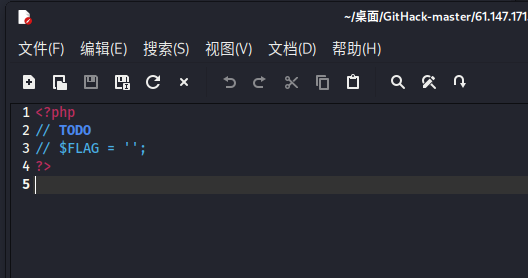 ~/桌面/GitHack-master/61.147.171.
文件(F) 编辑(E) 搜索(S) 视图(V) 文档(D) 帮助(H)
1 <?php
2 // TODO
3 // $FLAG = '';
4 ?>
5